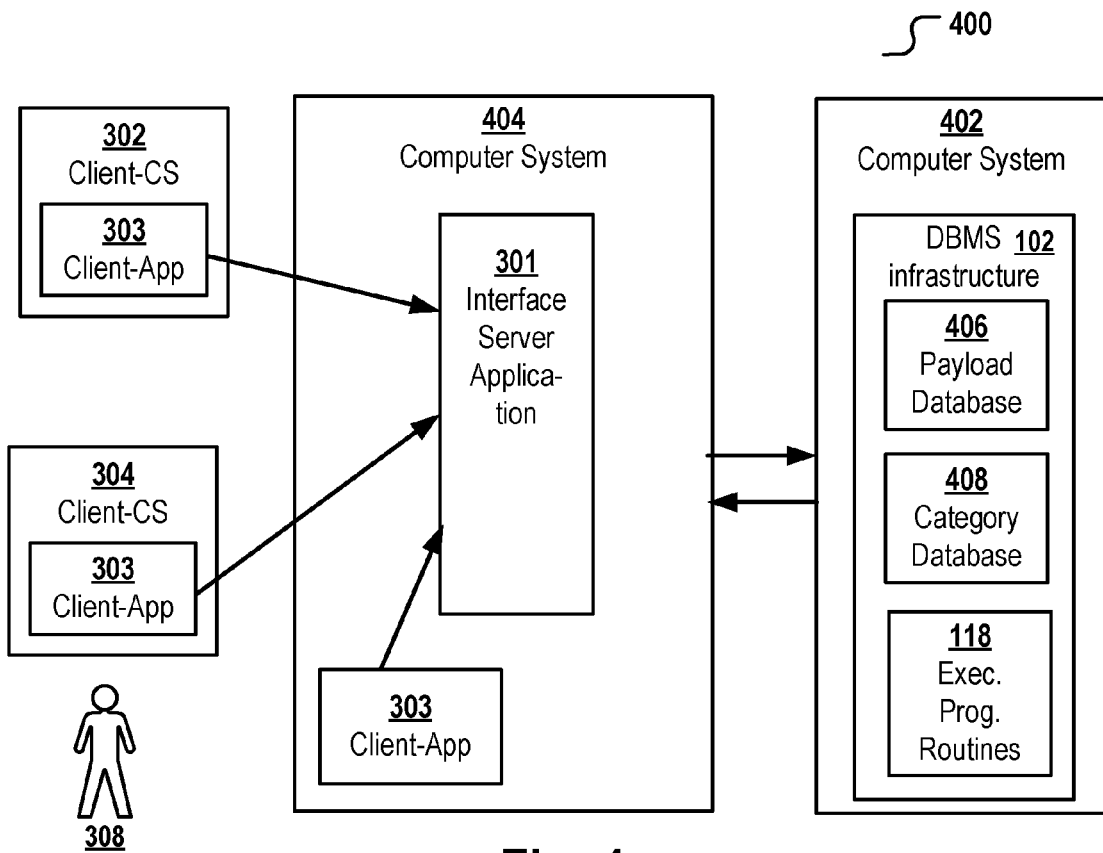 400
302
Client-CS
303
Client-App
304
Client-CS
303
Client-App
308
404
Computer System
301
Interface
Server
Applica-
tion
303
Client-App
402
Computer System
DBMS 102
infrastructure
406
Payload
Database
408
Category
Database
118
Exec.
Prog.
Routines